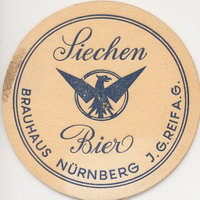 Siechen
Bier
BRAUHAUS NÜRNBERG J.G.REIF A.G.